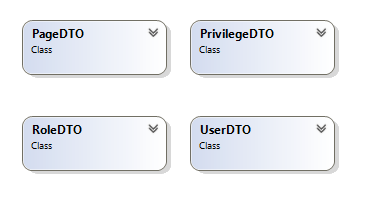 PageDTO
Class
PrivilegeDTO
Class
RoleDTO
Class
UserDTO
Class